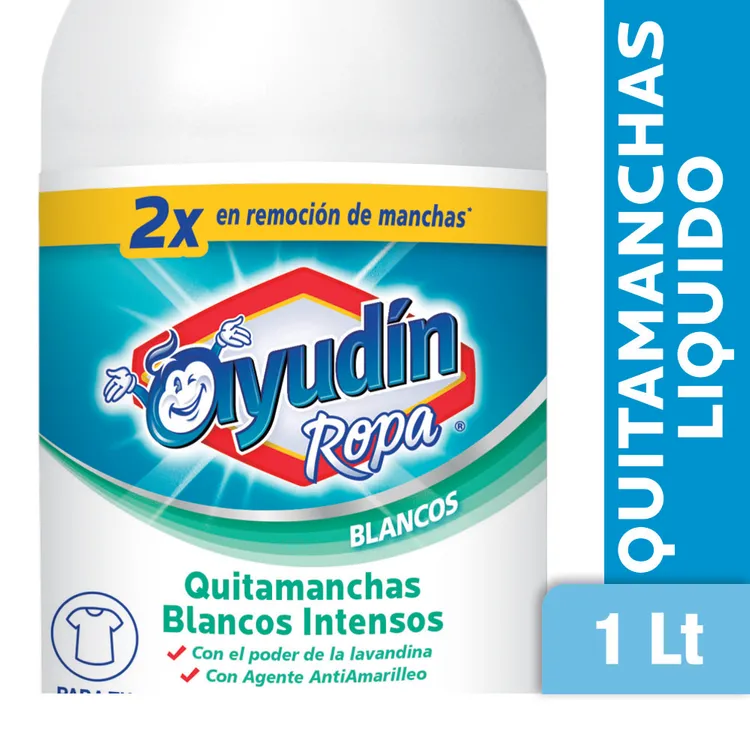 2x en remoción de manchas*
Ayudín
Ropa®
BLANCOS
Quitamanchas
Blancos Intensos
✓ Con el poder de la lavandina
✓ Con Agente AntiAmarilleo
QUITAMANCHAS
LIQUIDO
1 Lt